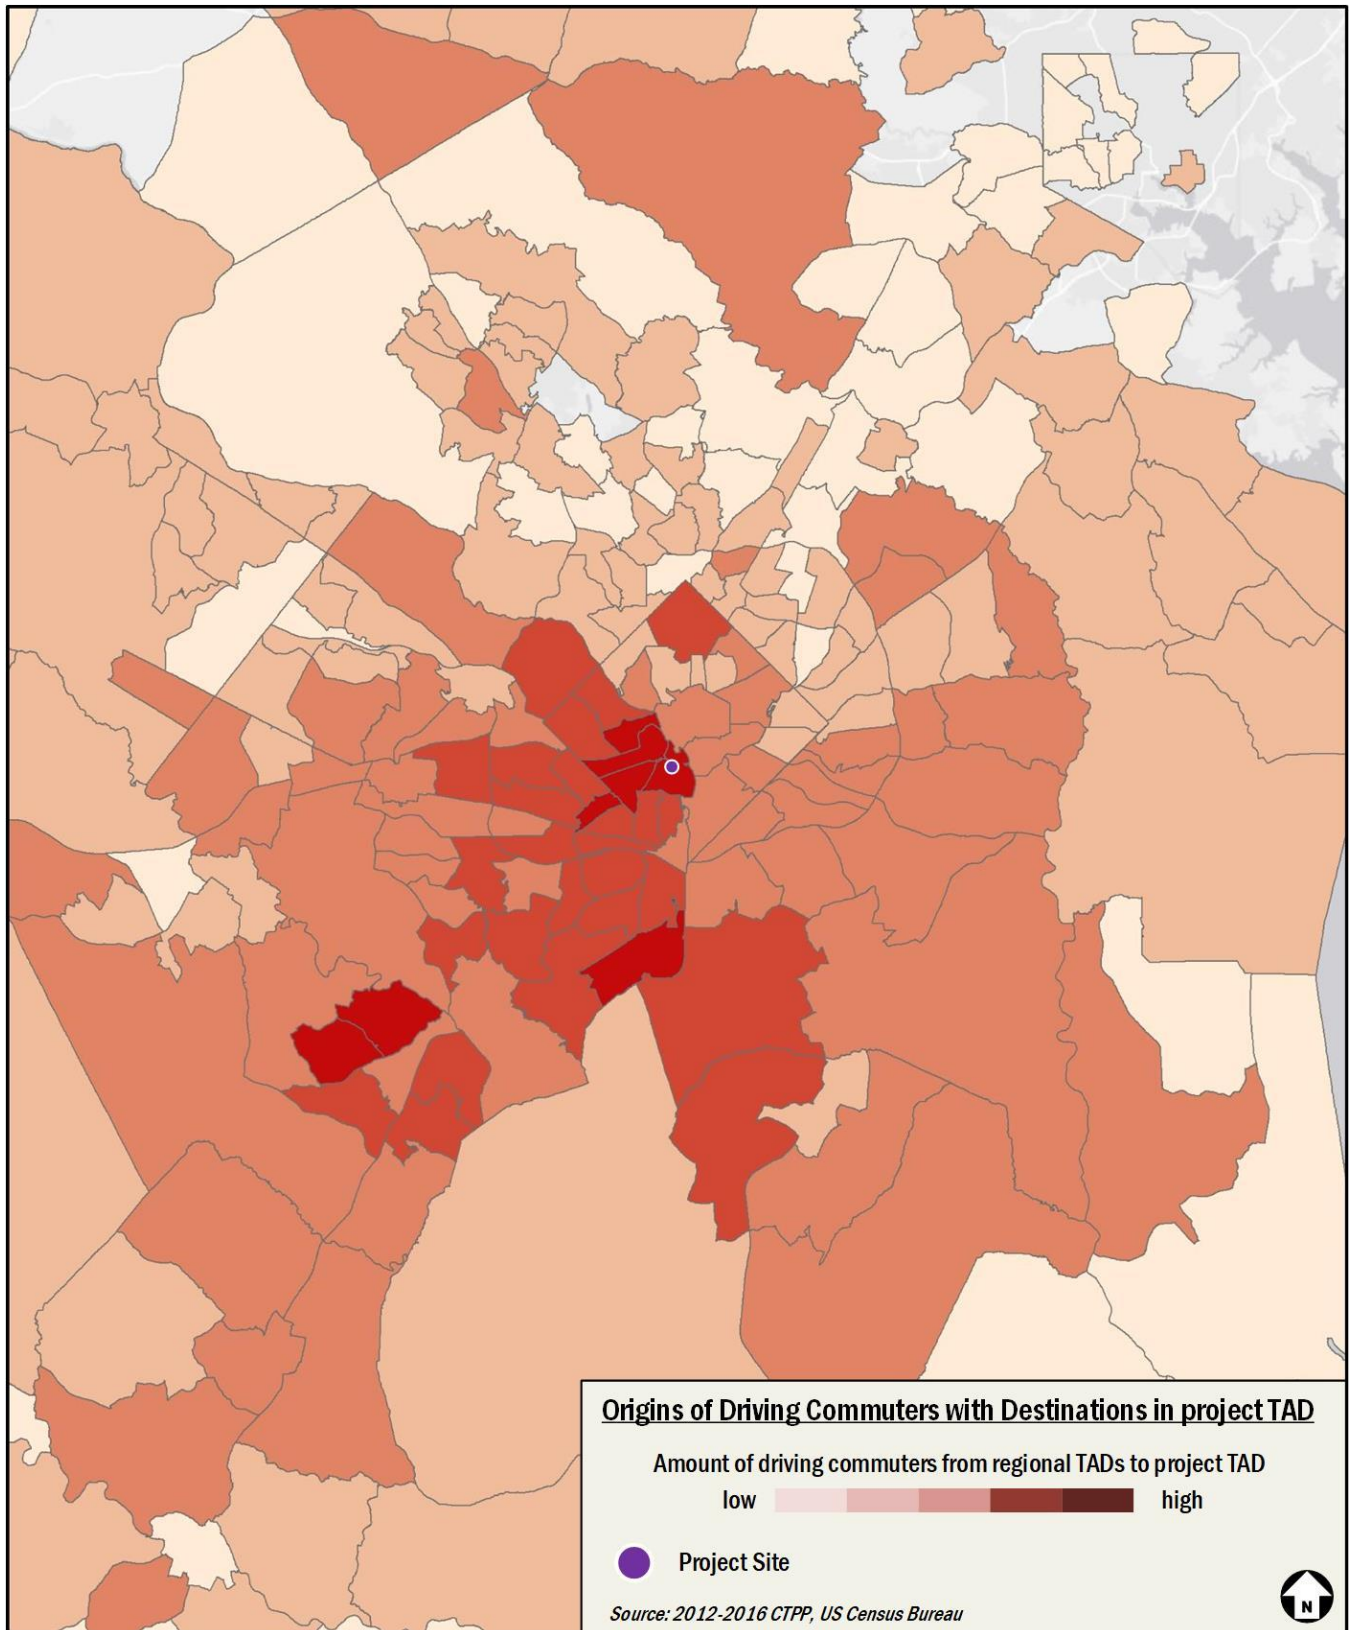 Origins of Driving Commuters with Destinations in project TAD
Amount of driving commuters from regional TADs to project TAD
low high
Project Site
Source: 2012-2016 CTPP, US Census Bureau
N